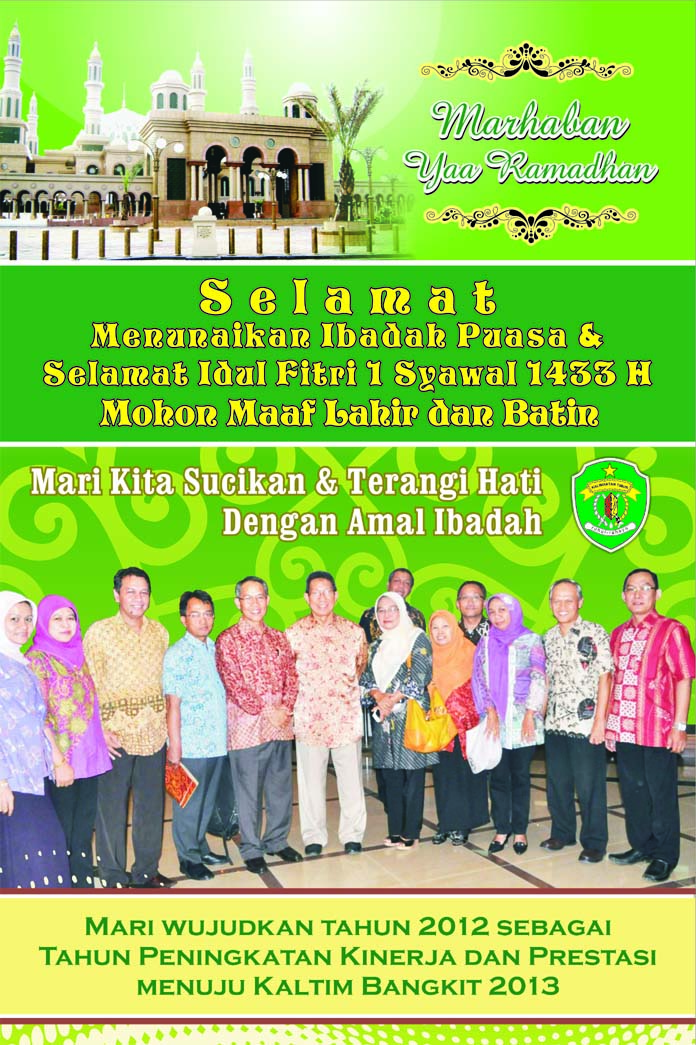 Marhaban
Yaa Ramadhan
Selamat
Menunaikan Ibadah Puasa &
Selamat Idul Fitri 1 Syawal 1433 H
Mohon Maaf Lahir dan Batin
Mari Kita Sucikan & Terangi Hati
Dengan Amal Ibadah
KALIMANTAN TIMUR
MARI WUJUDKAN TAHUN 2012 SEBAGAI
TAHUN PENINGKATAN KINERJA DAN PRESTASI
MENUJU KALTIM BANGKIT 2013